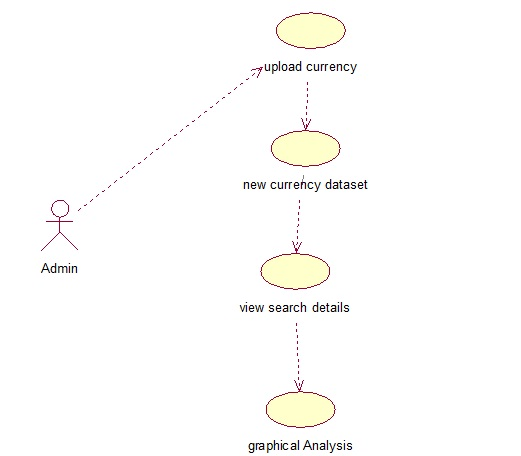 upload currency
new currency dataset
Admin
view search details
graphical Analysis